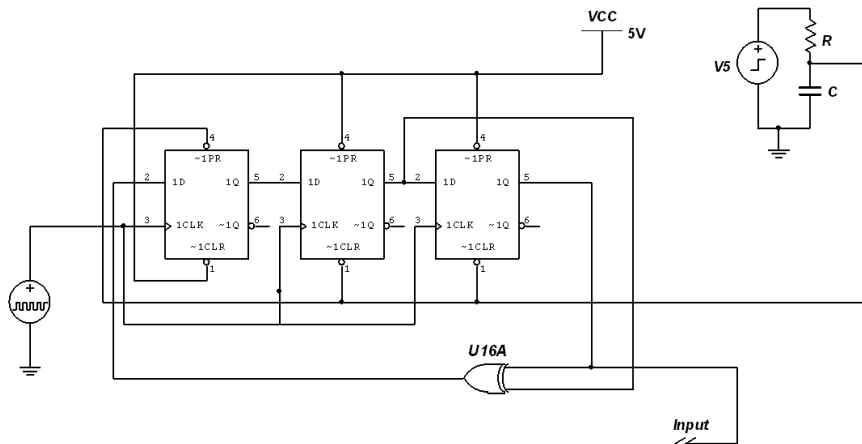 VCC
5V
V5
R
C
4
4
4
~1PR
~1PR
~1PR
2
1D
1Q
5
2
1D
1Q
5
2
1D
1Q
5
3
1CLK
~1Q
6
3
1CLK
~1Q
6
3
1CLK
~1Q
6
~1CLR
~1CLR
~1CLR
1
1
1
U16A
Input